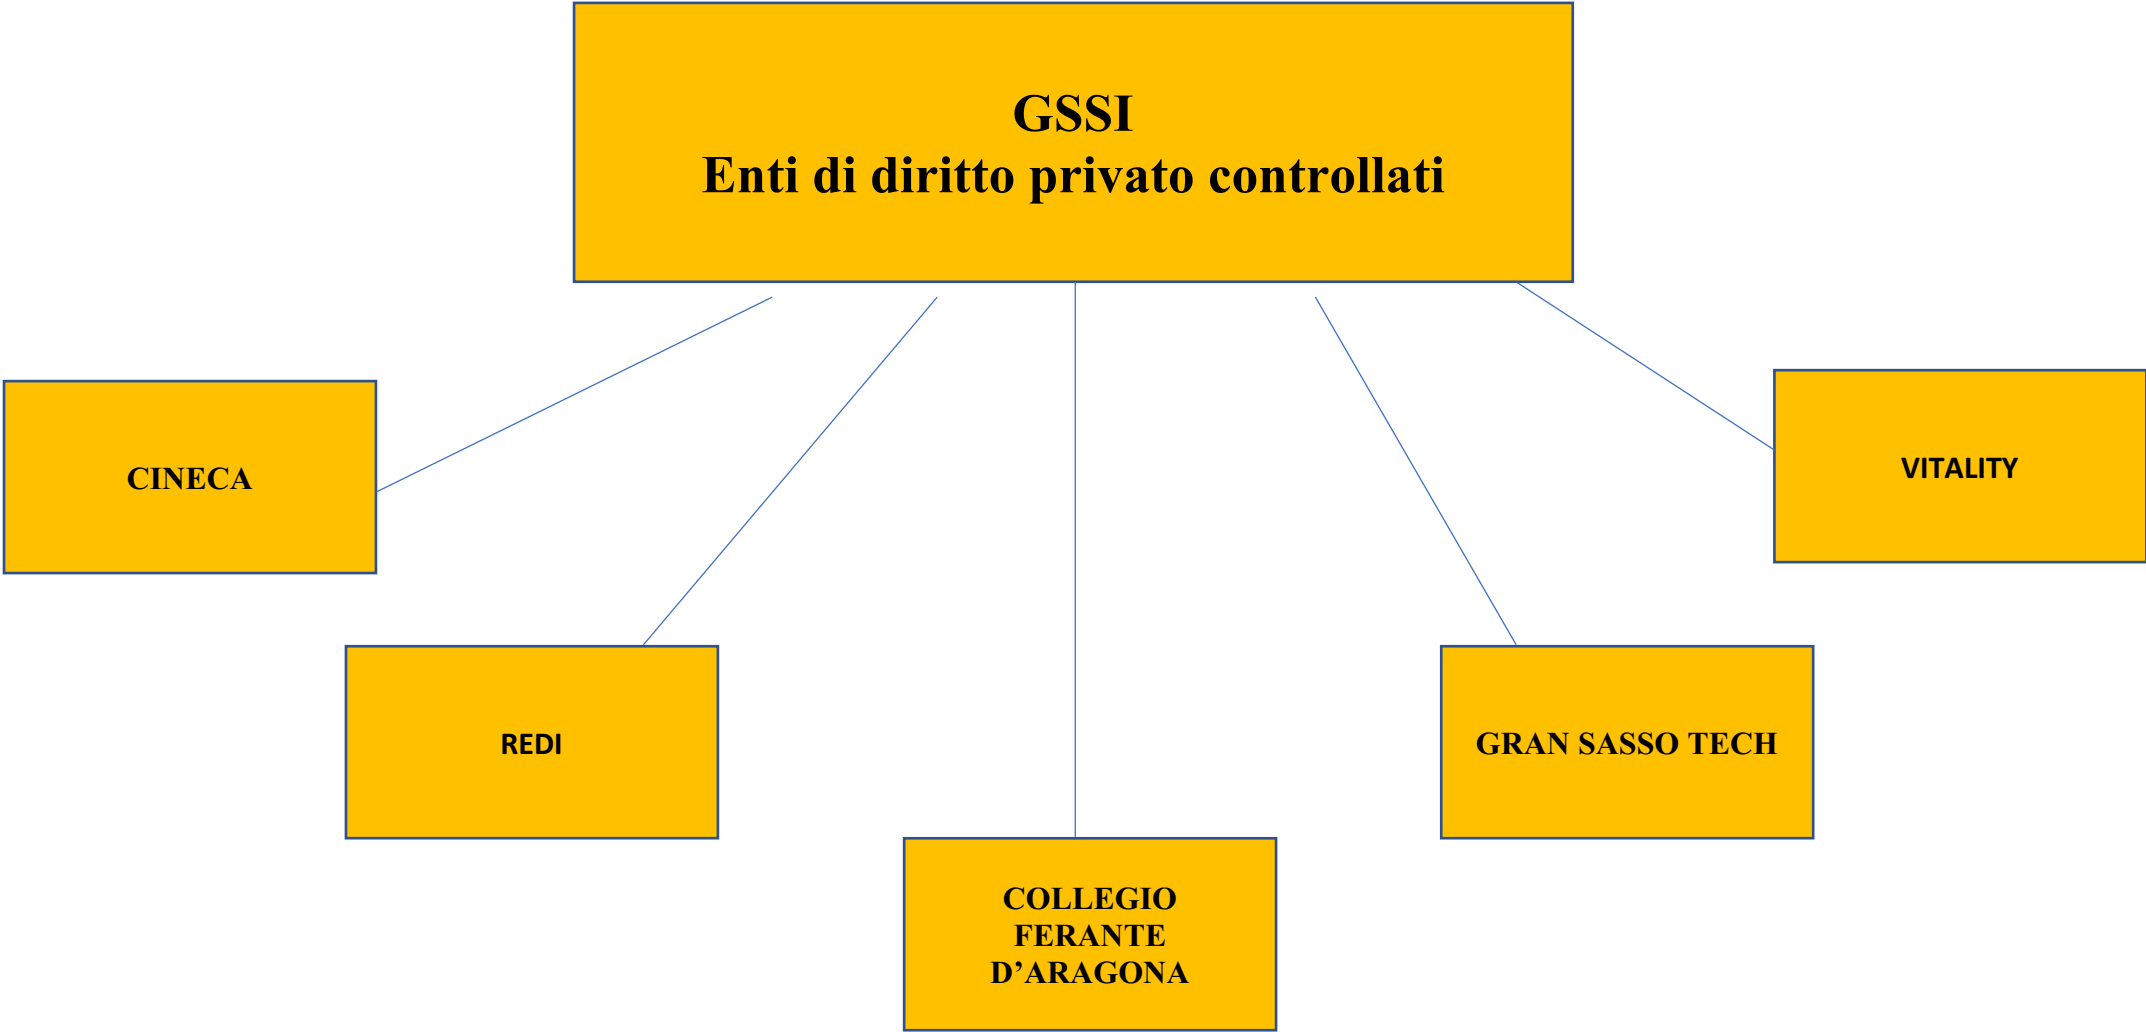 GSSI
Enti di diritto privato controllati
CINECA
VITALITY
REDI
GRAN SASSO TECH
COLLEGIO
FERANTE
D’ARAGONA